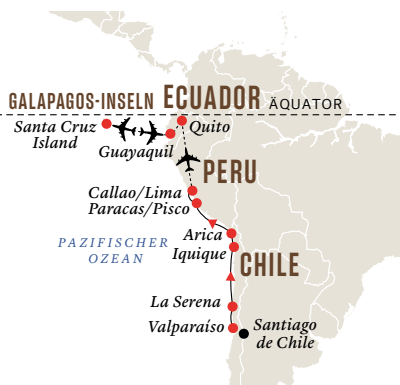 GALAPAGOS-INSELN
ECUADOR
ÄQUATOR
Santa Cruz
Island
Quito
Guayaquil
PERU
Callao/Lima
Paracas/Pisco
Arica
PAZIFISCHER
OZEAN
Iquique
CHILE
La Serena
Valparaíso
Santiago
de Chile